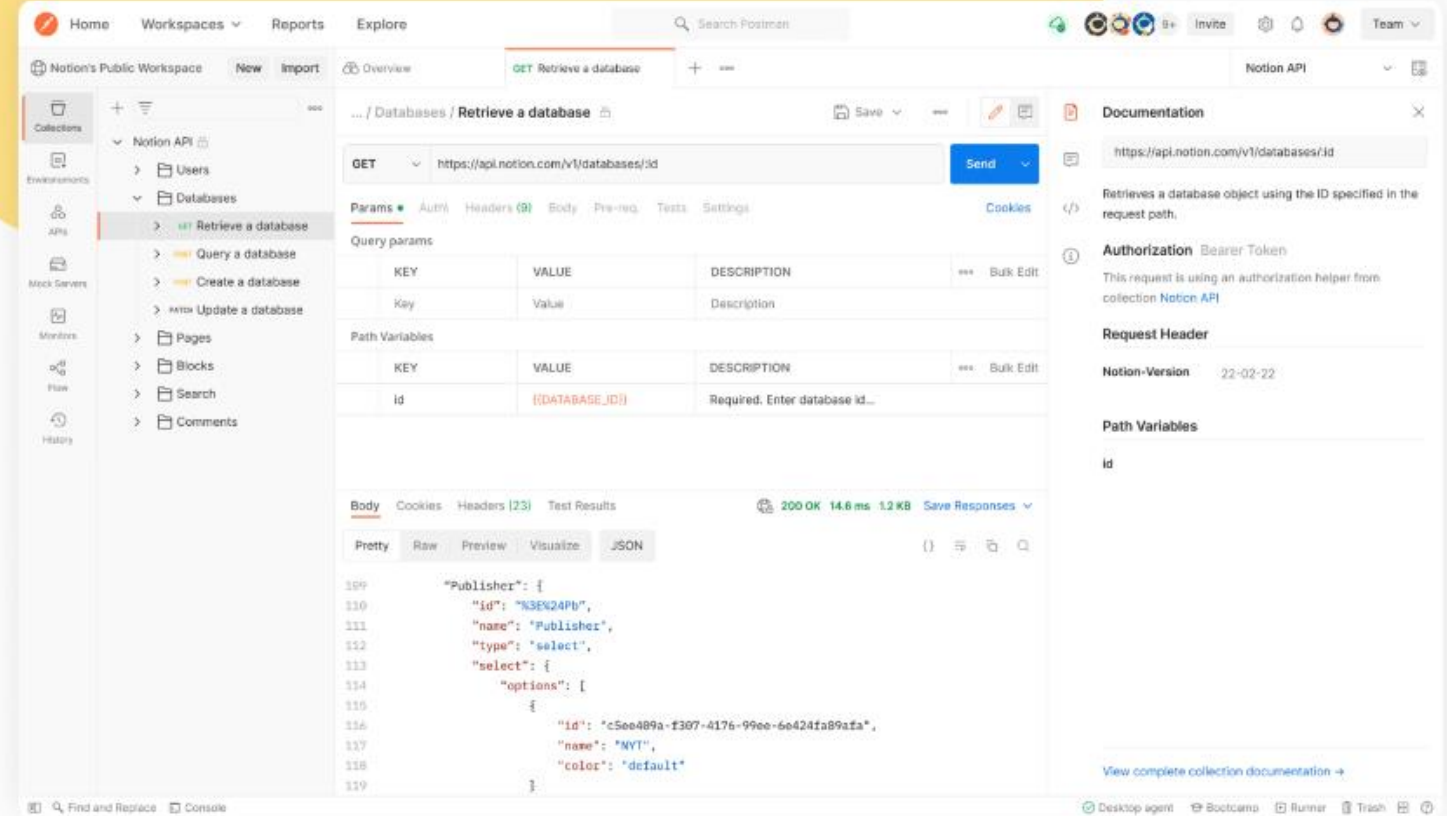 Home Workspaces Reports Explore Search Postman 9+ Invite Team
Notion's Public Workspace New Import Overview GET Retrieve a database Notion API
Collections
Environments
APIs
Mock Servers
Monitors
Flow
History
Notion API
Users
Databases
GET Retrieve a database
POST Query a database
POST Create a database
PATCH Update a database
Pages
Blocks
Search
Comments
... / Databases / Retrieve a database Save
GET https://api.notion.com/v1/databases/:id Send
Params Auth Headers (9) Body Pre-req. Tests Settings Cookies
Query params
KEY VALUE DESCRIPTION Bulk Edit
Key Value Description
Path Variables
KEY VALUE DESCRIPTION Bulk Edit
id {{DATABASE_ID}} Required. Enter database id...
Body Cookies Headers (23) Test Results 200 OK 14.6 ms 1.2 KB Save Responses
Pretty Raw Preview Visualize JSON
109 "Publisher": {
110 "id": "%3E%24Pb",
111 "name": "Publisher",
112 "type": "select",
113 "select": {
114 "options": [
115 {
116 "id": "c5ee409a-f307-4176-99ee-6e424fa89afa",
117 "name": "NYT",
118 "color": "default"
119 }
Documentation
https://api.notion.com/v1/databases/:id
Retrieves a database object using the ID specified in the
request path.
Authorization Bearer Token
This request is using an authorization helper from
collection Notion API
Request Header
Notion-Version 22-02-22
Path Variables
id
View complete collection documentation →
Find and Replace Console Desktop agent Bootcamp Runner Trash